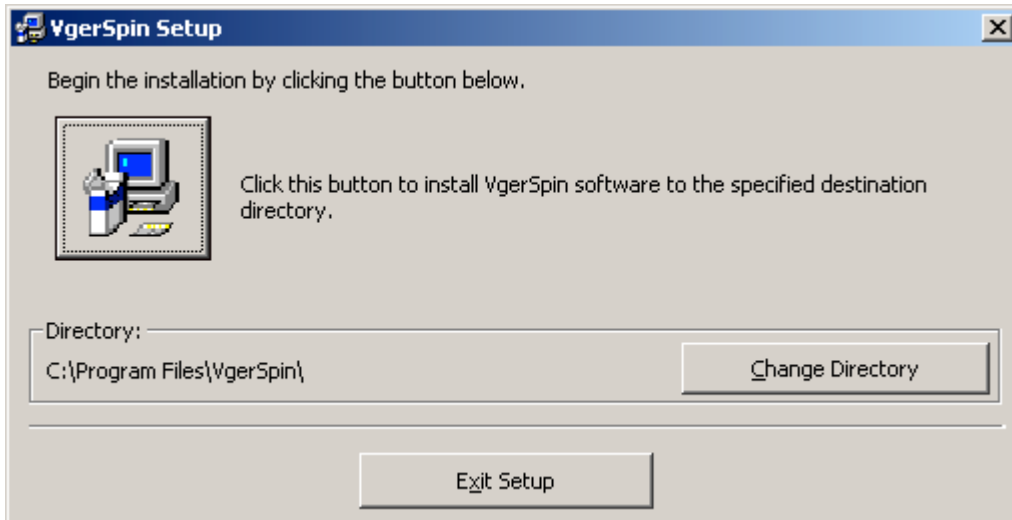 VgerSpin Setup
Begin the installation by clicking the button below.
Click this button to install VgerSpin software to the specified destination
directory.
Directory:
C:\Program Files\VgerSpin\
Change Directory
Exit Setup